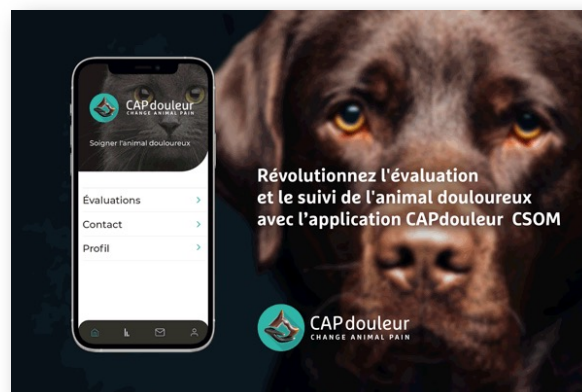 CAPdouleur
CHANGE ANIMAL PAIN
Soigner l'animal douloureux
Évaluations
Contact
Profil
Révolutionnez l'évaluation
et le suivi de l'animal douloureux
avec l'application CAPdouleur CSOM
CAPdouleur
CHANGE ANIMAL PAIN